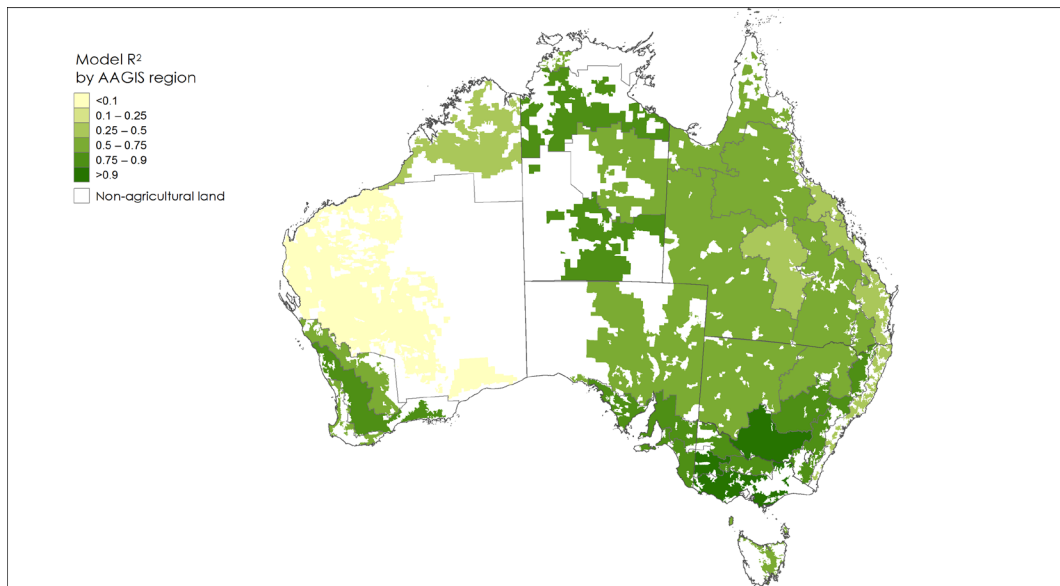 Model R²
by AAGIS region
<0.1
0.1 – 0.25
0.25 – 0.5
0.5 – 0.75
0.75 – 0.9
>0.9
Non-agricultural land